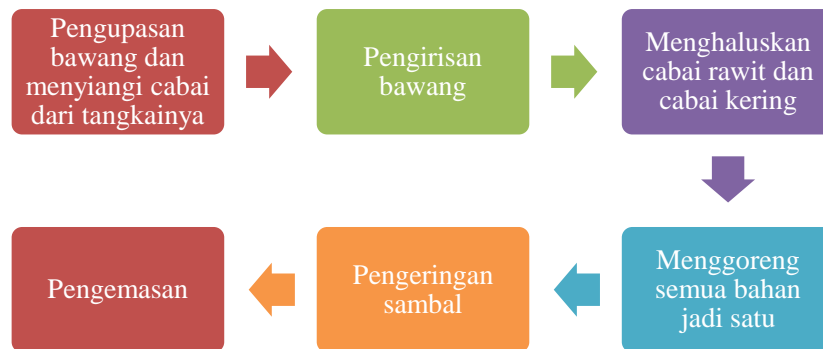 Pengupasan
bawang dan
menyiangi cabai
dari tangkainya
Pengirisan
bawang
Menghaluskan
cabai rawit dan
cabai kering
Menggoreng
semua bahan
jadi satu
Pengeringan
sambal
Pengemasan